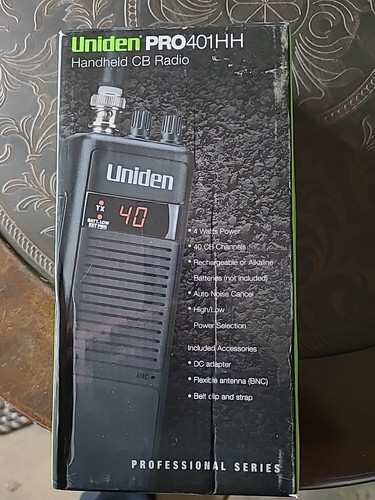 Uniden PRO401HH
Handheld CB Radio
Uniden
TX
BATT. LOW
EXT PWR
40
• 4 Watts Power
• 40 CB Channels
• Rechargeable or Alkaline
Batteries (not included)
• Auto Noise Cancel
• High/Low
Power Selection
Included Accessories
• DC adapter
• Flexible antenna (BNC)
• Belt clip and strap
PROFESSIONAL SERIES